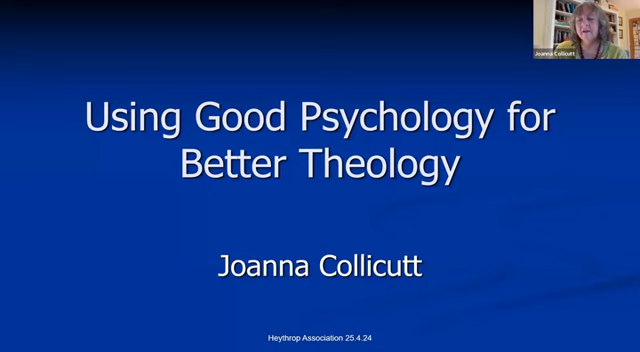 Joanna Collicutt
Using Good Psychology for
Better Theology
Joanna Collicutt
Heythrop Association 25.4.24